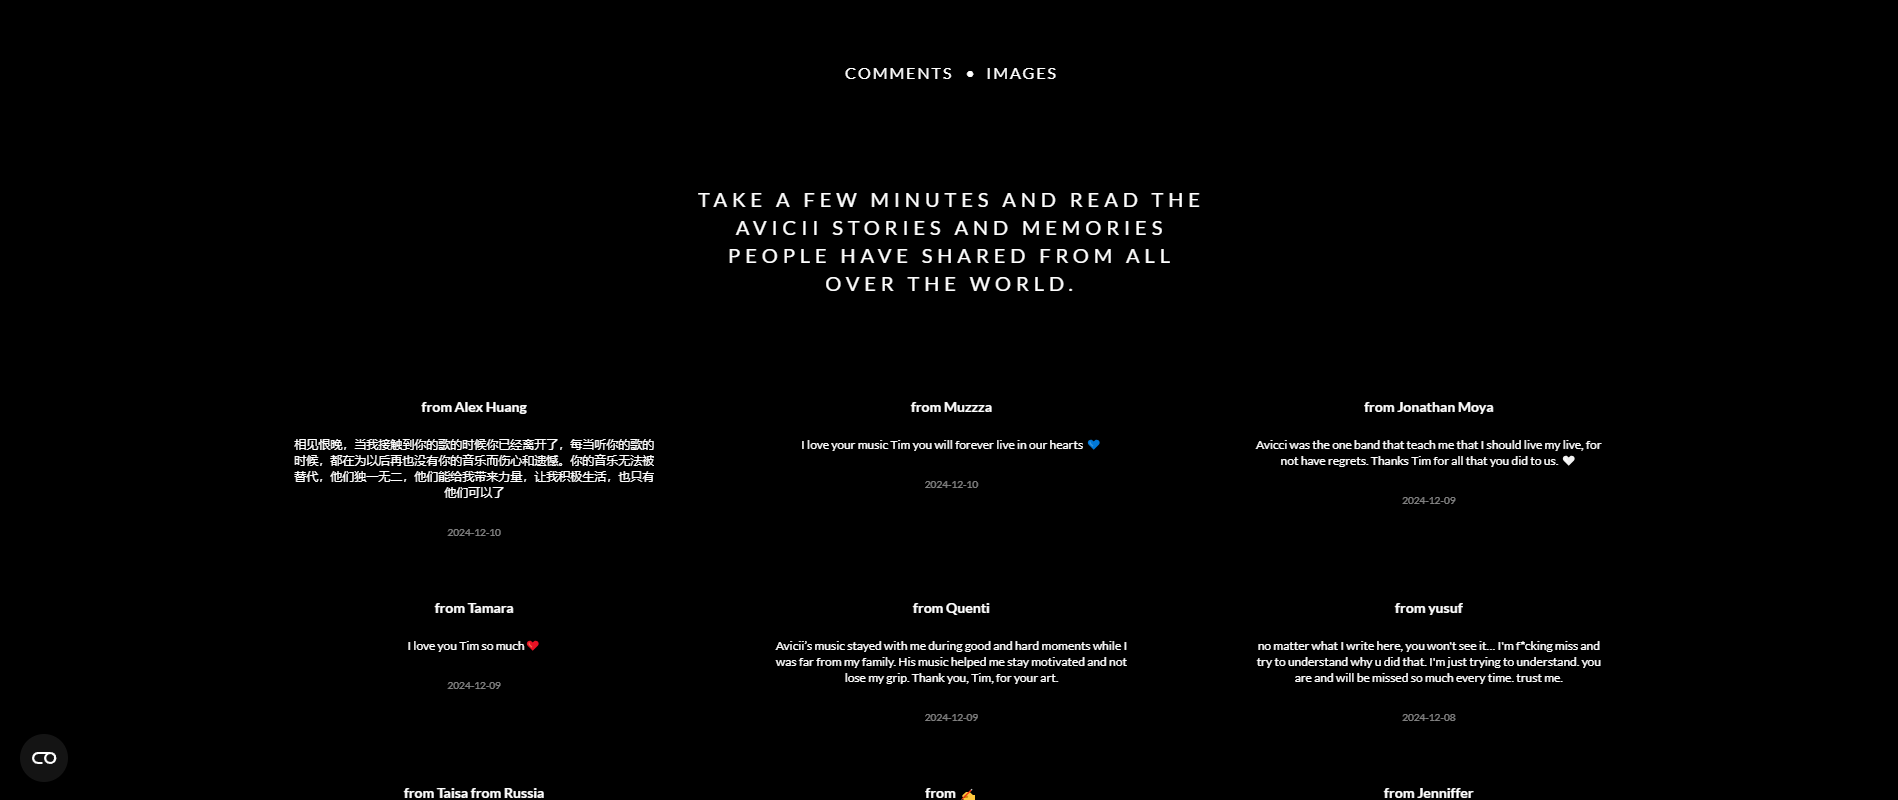 COMMENTS • IMAGES
TAKE A FEW MINUTES AND READ THE
AVICII STORIES AND MEMORIES
PEOPLE HAVE SHARED FROM ALL
OVER THE WORLD.
from Alex Huang
相见恨晚，当我接触到你的歌的时候你已经离开了，每当听你的歌的
时候，都在为以后再也没有你的音乐而伤心和遗憾。你的音乐无法被
替代，他们独一无二，他们能给我带来力量，让我积极生活，也只有
他们可以了
2024-12-10
from Muzzza
I love your music Tim you will forever live in our hearts 💙
2024-12-10
from Jonathan Moya
Avicci was the one band that teach me that I should live my live, for
not have regrets. Thanks Tim for all that you did to us. 🤍
2024-12-09
from Tamara
I love you Tim so much❤️
2024-12-09
from Quenti
Avicii’s music stayed with me during good and hard moments while I
was far from my family. His music helped me stay motivated and not
lose my grip. Thank you, Tim, for your art.
2024-12-09
from yusuf
no matter what I write here, you won't see it... I'm f*cking miss and
try to understand why u did that. I'm just trying to understand. you
are and will be missed so much every time. trust me.
2024-12-08
from Taisa from Russia
from ✍️
from Jenniffer